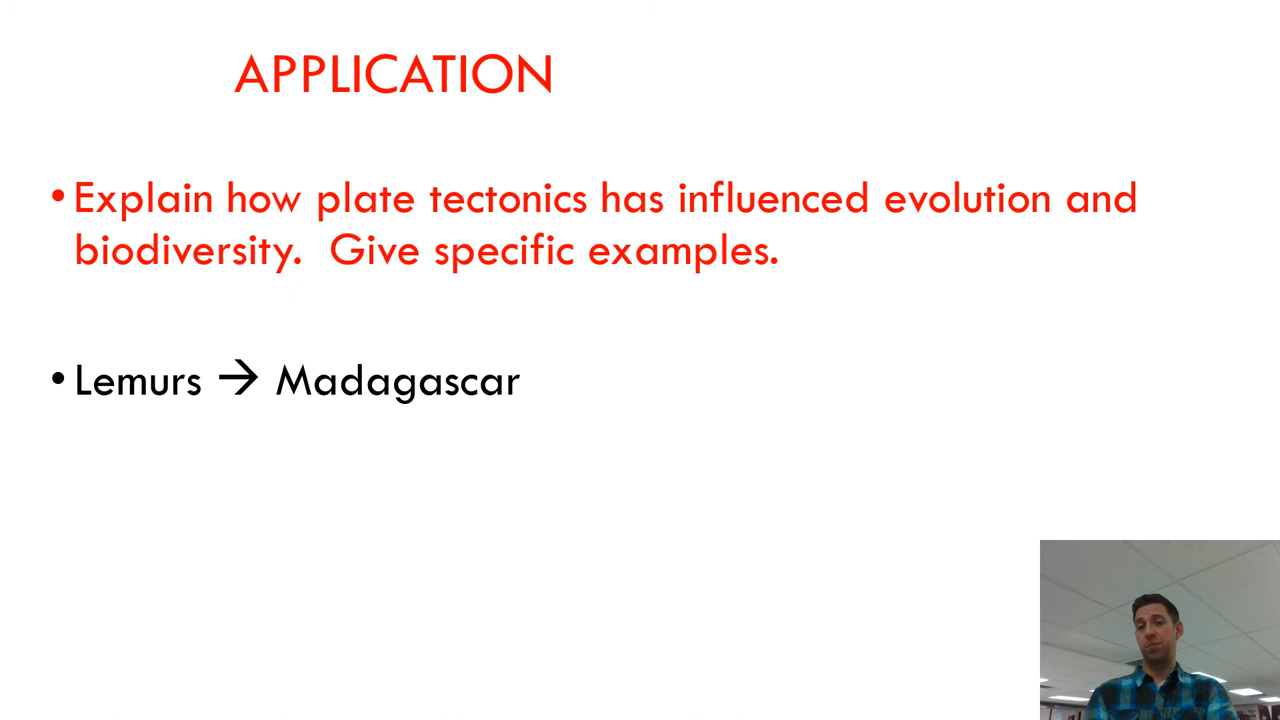 APPLICATION
•Explain how plate tectonics has influenced evolution and
biodiversity.  Give specific examples.
•Lemurs → Madagascar